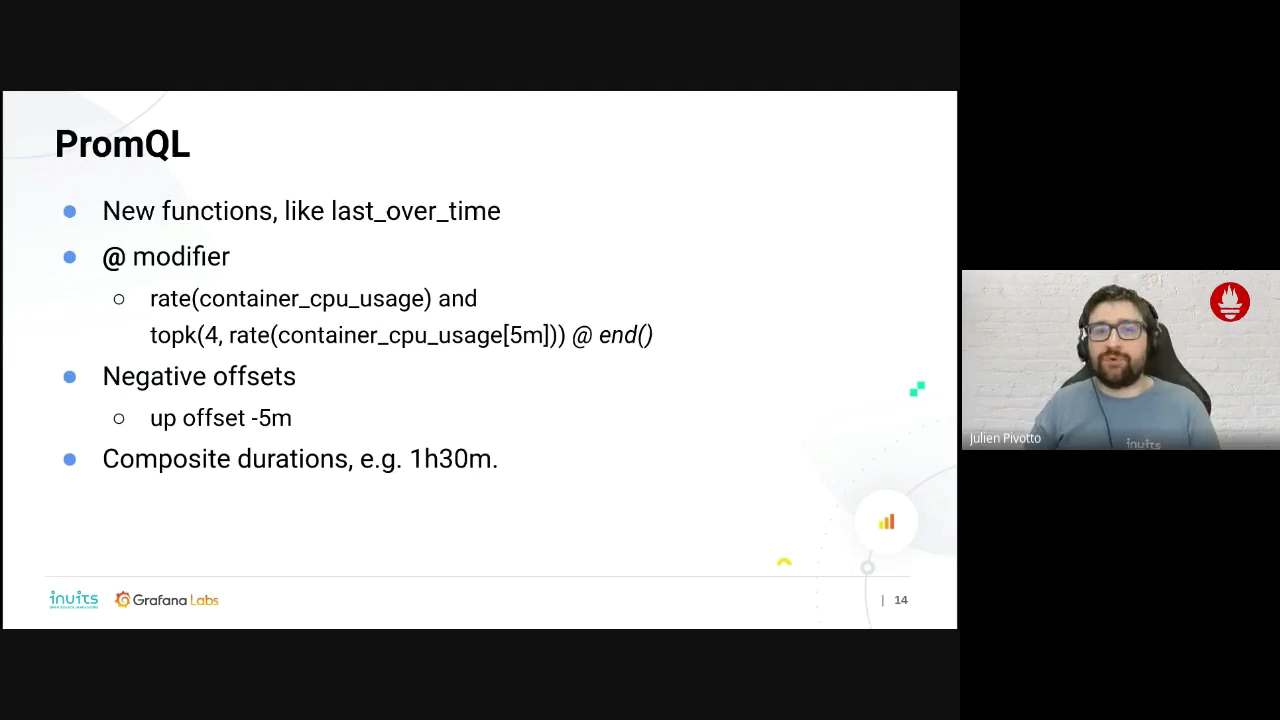 PromQL
New functions, like last_over_time
@ modifier
rate(container_cpu_usage) and
topk(4, rate(container_cpu_usage[5m])) @ end()
Negative offsets
up offset -5m
Composite durations, e.g. 1h30m.
inuits
Grafana Labs
| 14
Julien Pivotto
inuits